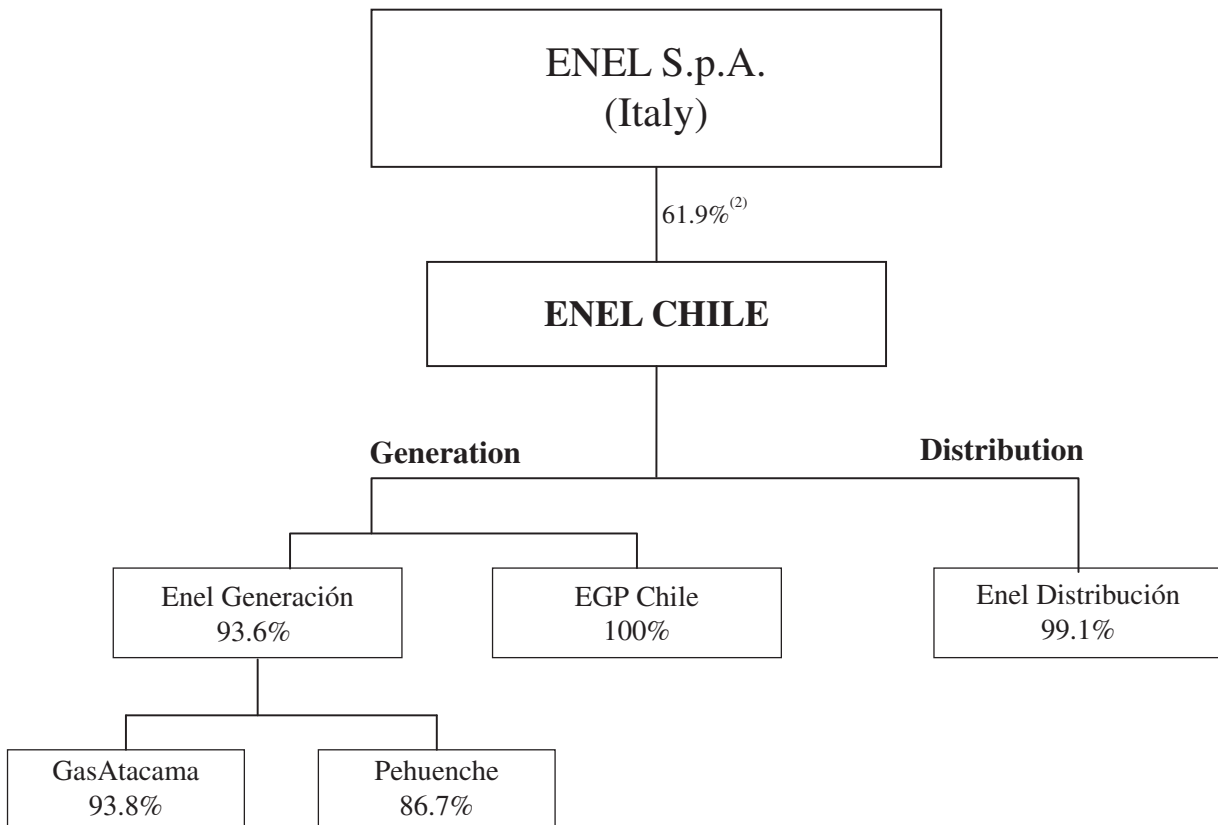 ENEL S.p.A.
(Italy)
61.9%(2)
ENEL CHILE
Generation
Distribution
Enel Generación
93.6%
EGP Chile
100%
Enel Distribución
99.1%
GasAtacama
93.8%
Pehuenche
86.7%